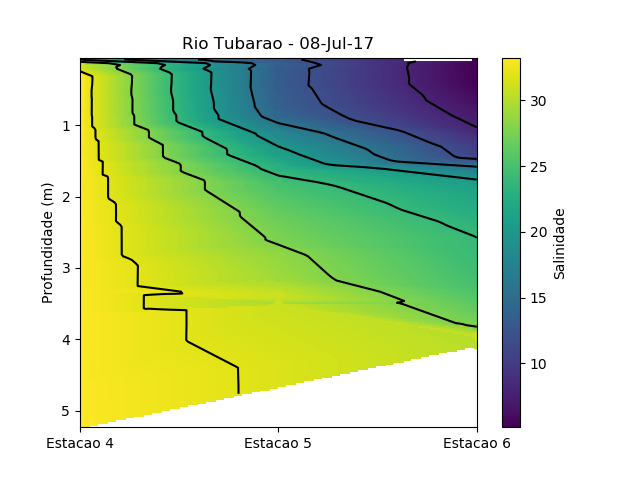 Rio Tubarao - 08-Jul-17
Profundidade (m)
1
2
3
4
5
Estacao 4
Estacao 5
Estacao 6
30
25
20
15
10
Salinidade